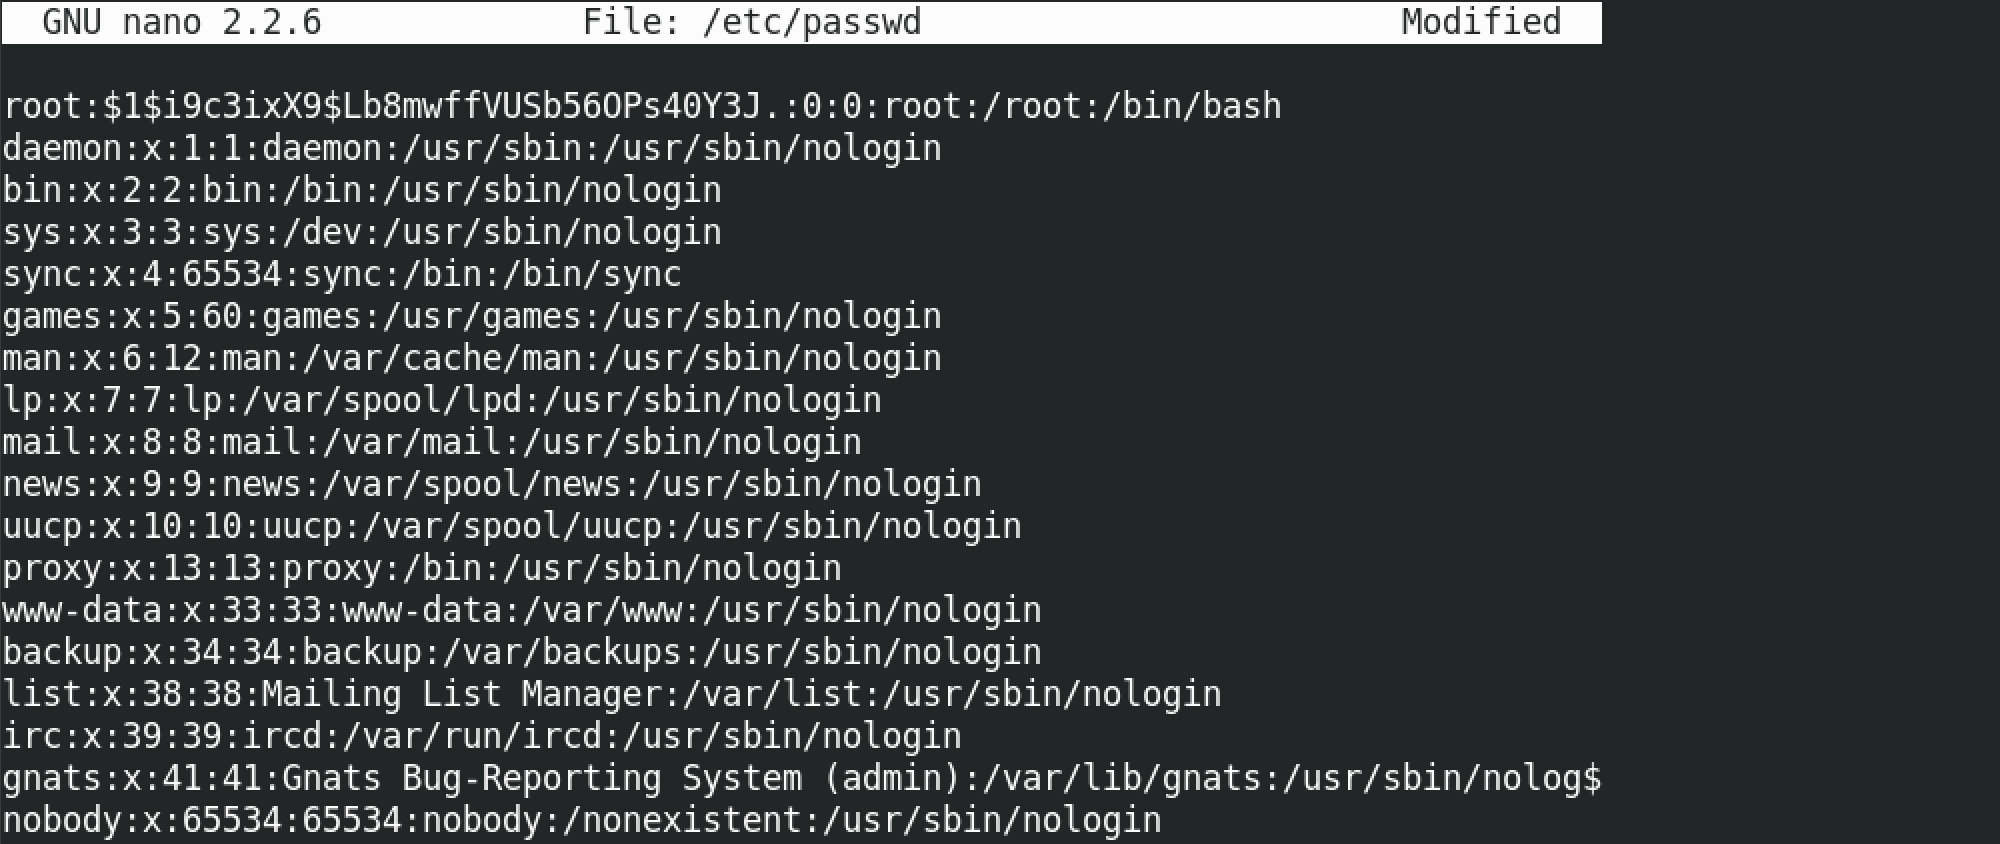 GNU nano 2.2.6 File: /etc/passwd Modified
root:$1$i9c3ixX9$Lb8mwffVUSb56OPs40Y3J.:0:0:root:/root:/bin/bash
daemon:x:1:1:daemon:/usr/sbin:/usr/sbin/nologin
bin:x:2:2:bin:/bin:/usr/sbin/nologin
sys:x:3:3:sys:/dev:/usr/sbin/nologin
sync:x:4:65534:sync:/bin:/bin/sync
games:x:5:60:games:/usr/games:/usr/sbin/nologin
man:x:6:12:man:/var/cache/man:/usr/sbin/nologin
lp:x:7:7:lp:/var/spool/lpd:/usr/sbin/nologin
mail:x:8:8:mail:/var/mail:/usr/sbin/nologin
news:x:9:9:news:/var/spool/news:/usr/sbin/nologin
uucp:x:10:10:uucp:/var/spool/uucp:/usr/sbin/nologin
proxy:x:13:13:proxy:/bin:/usr/sbin/nologin
www-data:x:33:33:www-data:/var/www:/usr/sbin/nologin
backup:x:34:34:backup:/var/backups:/usr/sbin/nologin
list:x:38:38:Mailing List Manager:/var/list:/usr/sbin/nologin
irc:x:39:39:ircd:/var/run/ircd:/usr/sbin/nologin
gnats:x:41:41:Gnats Bug-Reporting System (admin):/var/lib/gnats:/usr/sbin/nolog$
nobody:x:65534:65534:nobody:/nonexistent:/usr/sbin/nologin